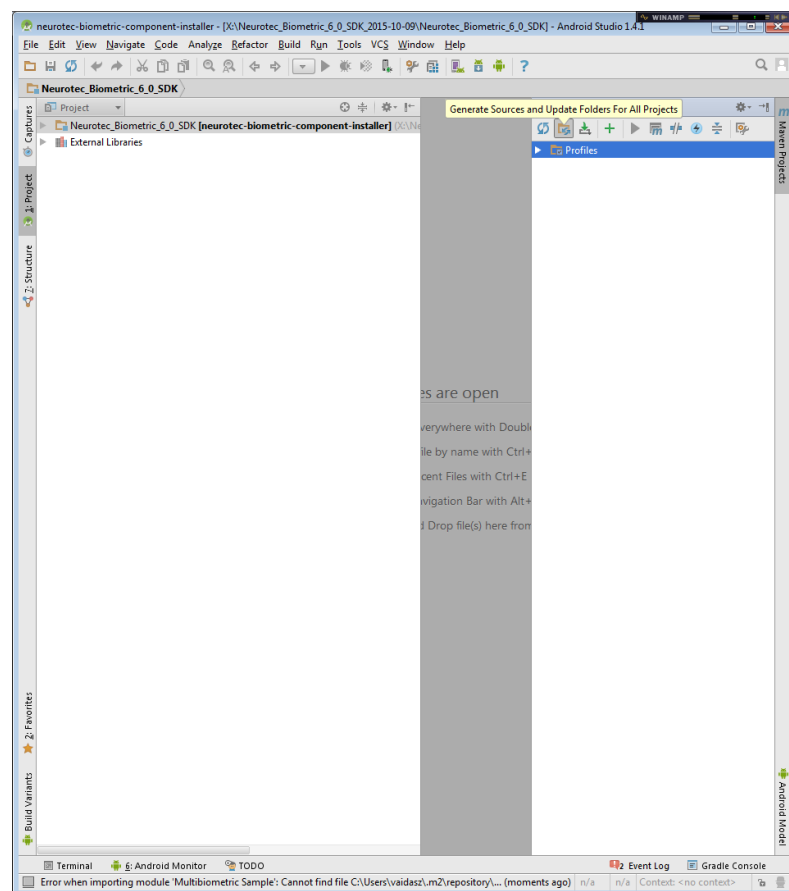 neurotec-biometric-component-installer - [X:\Neurotec_Biometric_6_0_SDK_2015-10-09\Neurotec_Biometric_6_0_SDK] - Android Studio 1.4.1
WINAMP
File Edit View Navigate Code Analyze Refactor Build Run Tools VCS Window Help
Neurotec_Biometric_6_0_SDK
Project
Generate Sources and Update Folders For All Projects
Neurotec_Biometric_6_0_SDK [neurotec-biometric-component-installer] (X:\Ne
External Libraries
Profiles
Captures
1: Project
7: Structure
2: Favorites
Build Variants
es are open
verywhere with Double
ile by name with Ctrl+
cent Files with Ctrl+E
avigation Bar with Alt+
d Drop file(s) here from
Maven Projects
Android Model
Terminal 6: Android Monitor TODO
2 Event Log Gradle Console
Error when importing module 'Multibiometric Sample': Cannot find file C:\Users\vaidasz\.m2\repository\... (moments ago) n/a n/a Context: <no context>